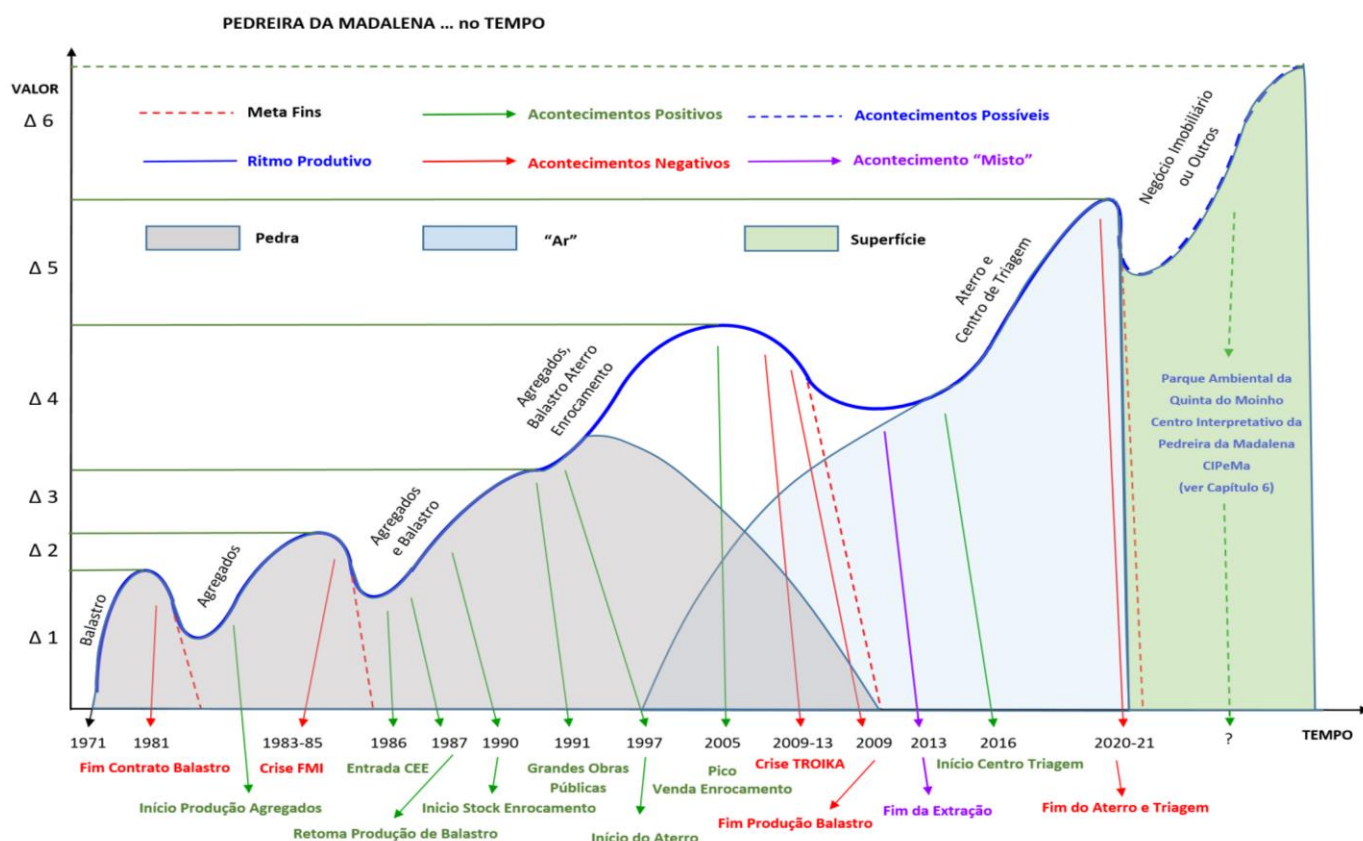 PEDREIRA DA MADALENA ... no TEMPO
VALOR
Δ 6
Δ 5
Δ 4
Δ 3
Δ 2
Δ 1
Meta Fins
Acontecimentos Positivos
Acontecimentos Possíveis
Ritmo Produtivo
Acontecimentos Negativos
Acontecimento “Misto”
Pedra
“Ar”
Superfície
Balastro
Agregados
Agregados
e Balastro
Agregados,
Balastro Aterro
Enrocamento
Aterro e
Centro de Triagem
Negócio Imobiliário
ou Outros
Parque Ambiental da
Quinta do Moinho
Centro Interpretativo da
Pedreira da Madalena
CIPeMa
(ver Capítulo 6)
1971
1981
1983-85
1986
1987
1990
1991
1997
2005
2009-13
2009
2013
2016
2020-21
?
TEMPO
Fim Contrato Balastro
Crise FMI
Entrada CEE
Grandes Obras
Públicas
Pico
Venda Enrocamento
Crise TROIKA
Início Centro Triagem
Início Produção Agregados
Inicio Stock Enrocamento
Retoma Produção de Balastro
Início do Aterro
Fim Produção Balastro
Fim da Extração
Fim do Aterro e Triagem